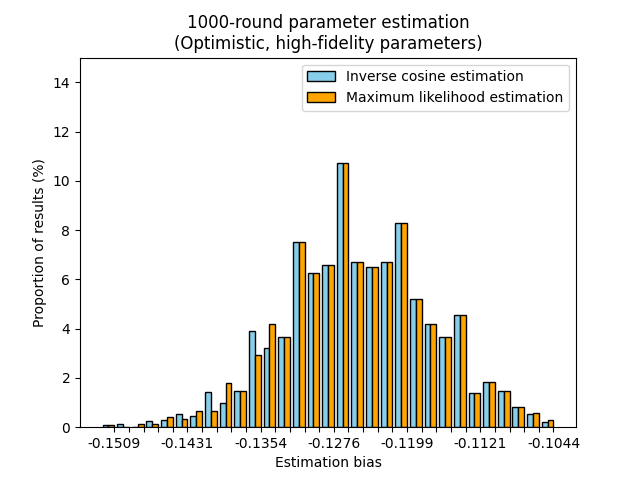 1000-round parameter estimation
(Optimistic, high-fidelity parameters)
Inverse cosine estimation
Maximum likelihood estimation
Proportion of results (%)
14
12
10
8
6
4
2
0
-0.1509 -0.1431 -0.1354 -0.1276 -0.1199 -0.1121 -0.1044
Estimation bias